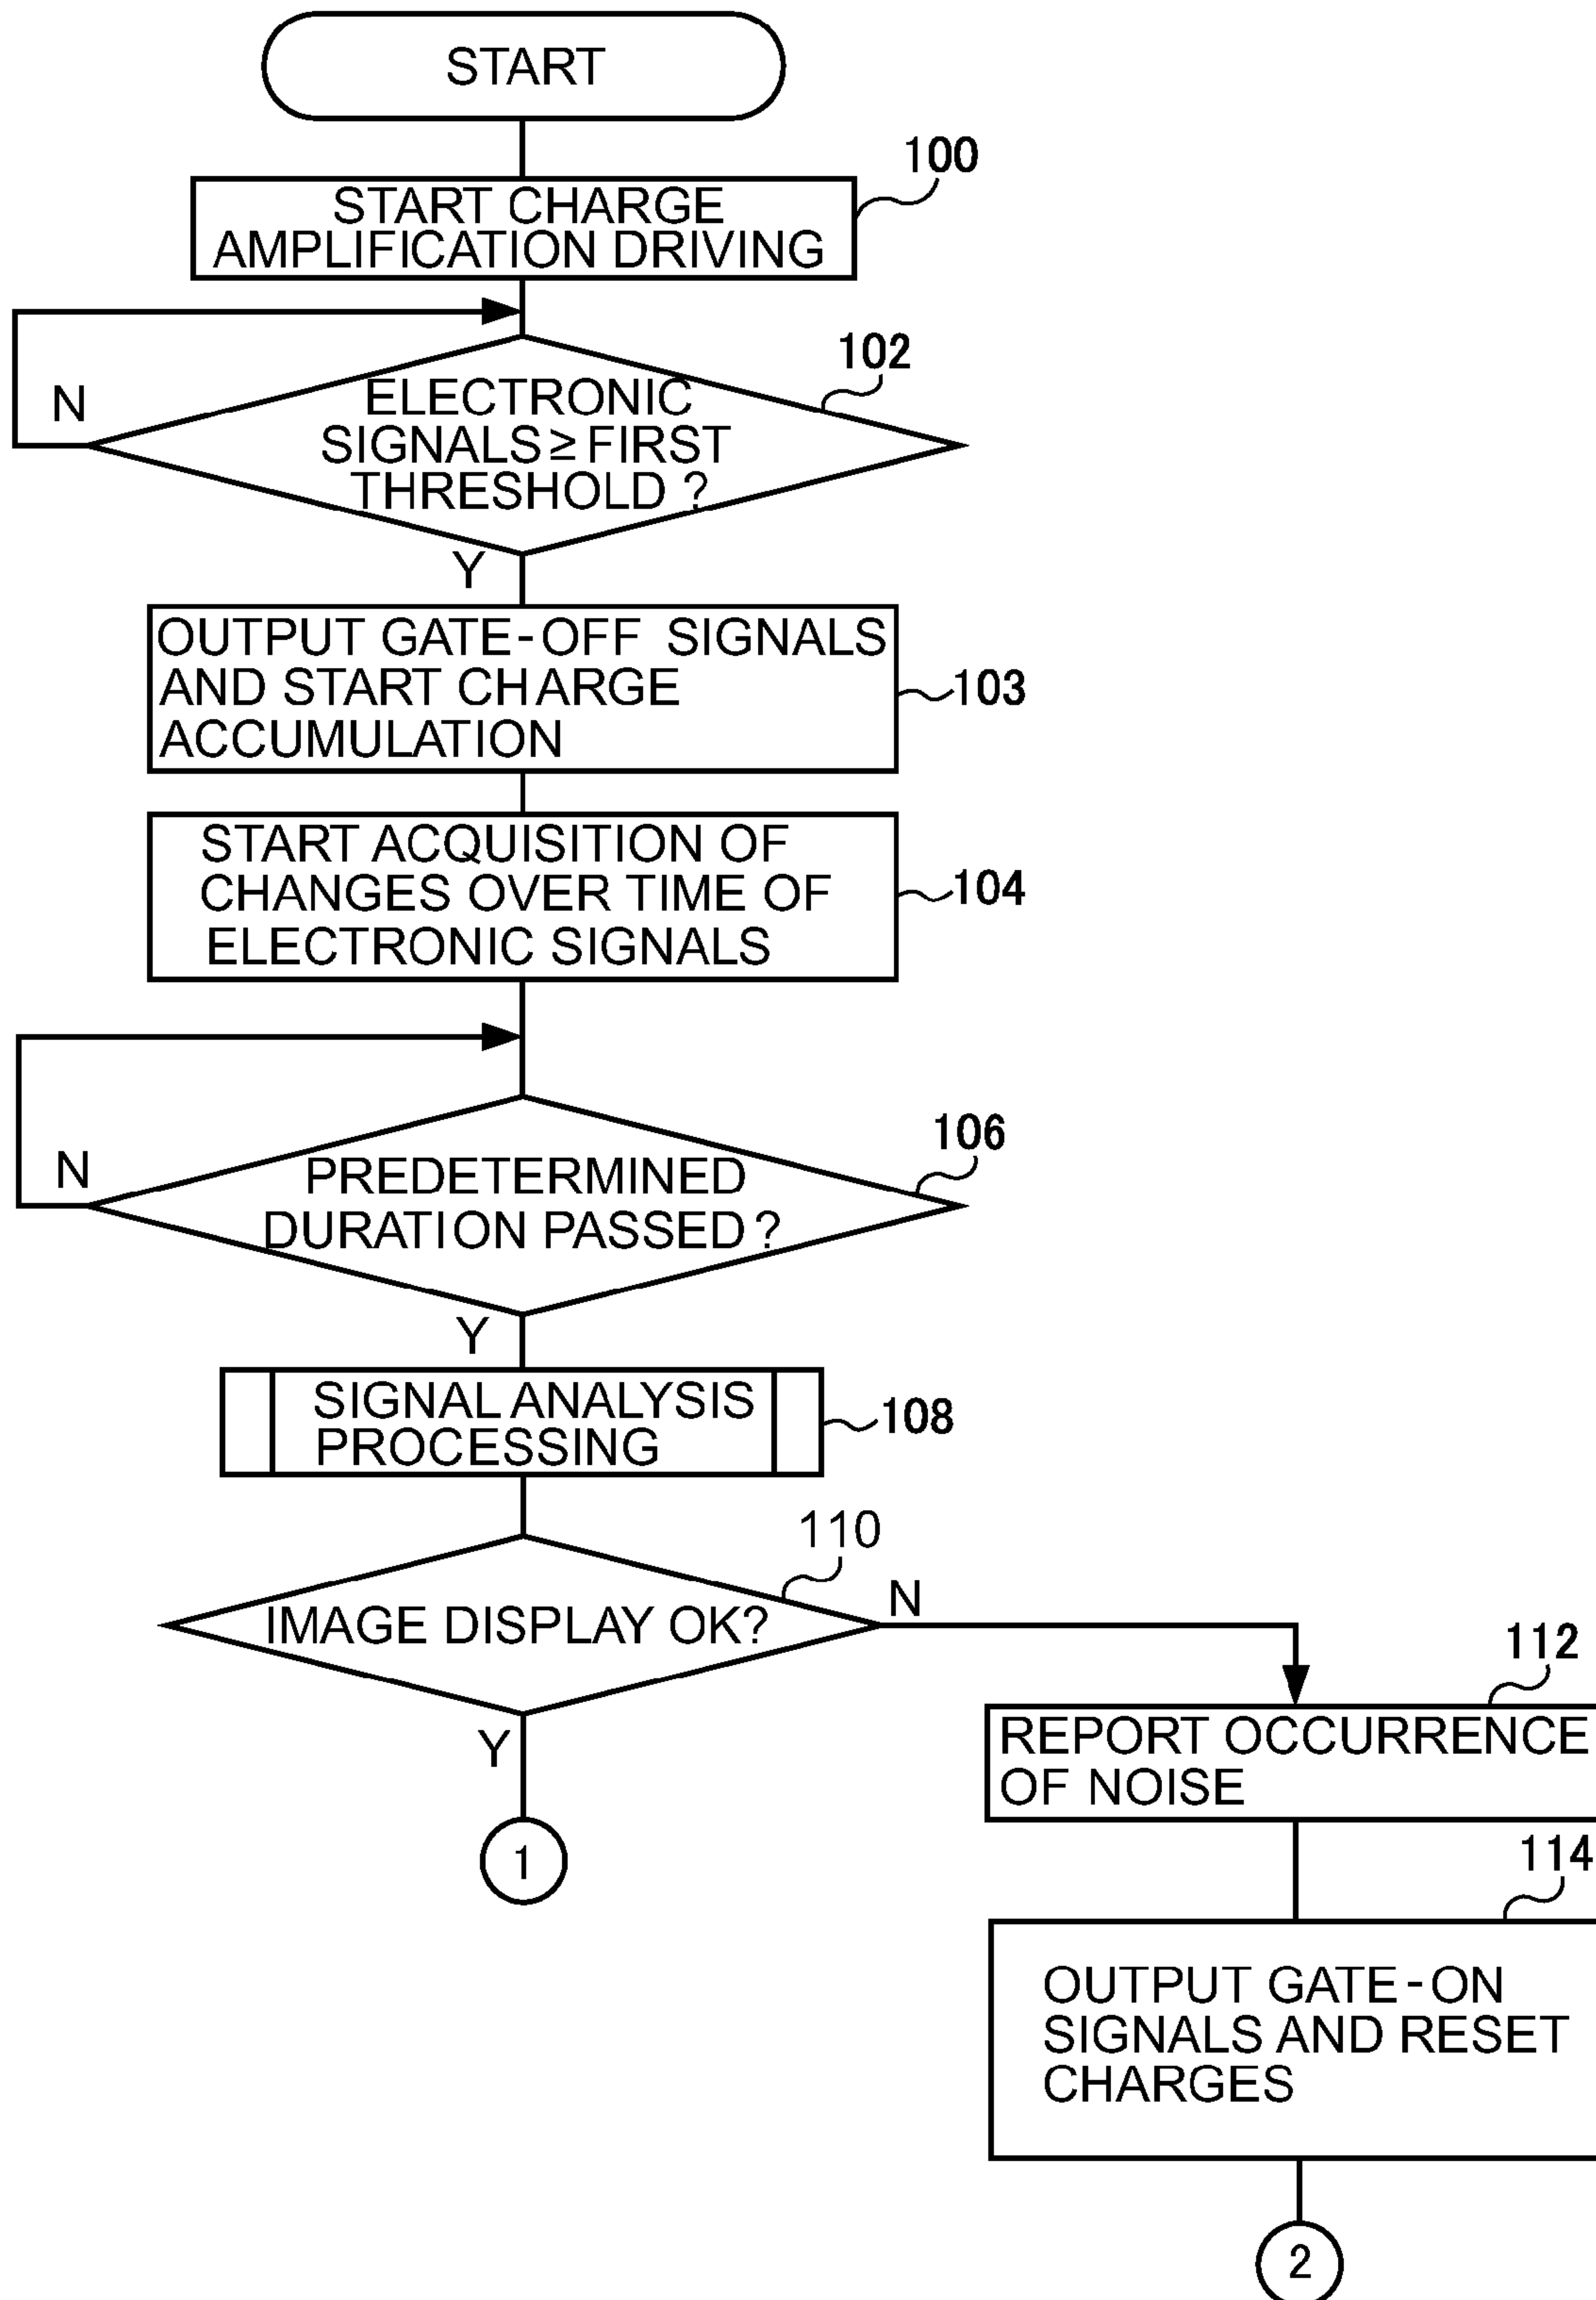 START
100
START CHARGE
AMPLIFICATION DRIVING
102
N
ELECTRONIC
SIGNALS≥FIRST
THRESHOLD?
Y
OUTPUT GATE-OFF SIGNALS
AND START CHARGE
ACCUMULATION
103
START ACQUISITION OF
CHANGES OVER TIME OF
ELECTRONIC SIGNALS
104
106
N
PREDETERMINED
DURATION PASSED?
Y
SIGNAL ANALYSIS
PROCESSING
108
110
N
IMAGE DISPLAY OK?
112
Y
REPORT OCCURRENCE
OF NOISE
1
114
OUTPUT GATE-ON
SIGNALS AND RESET
CHARGES
2